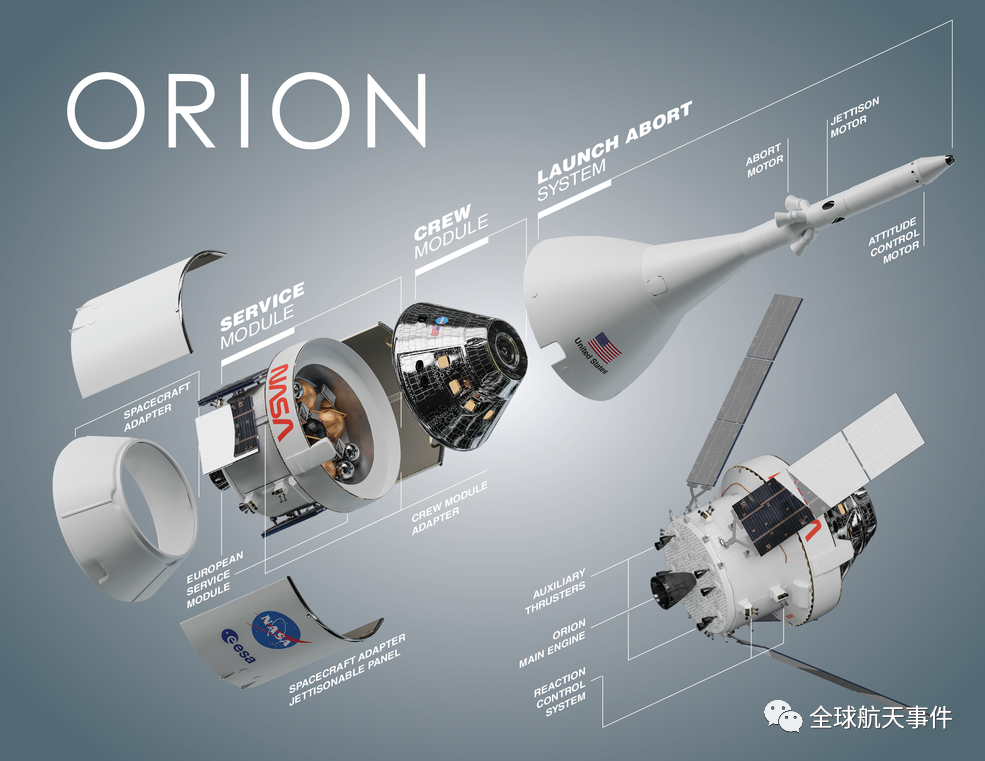 ORION
LAUNCH ABORT
SYSTEM
JETTISON
MOTOR
ABORT
MOTOR
ATTITUDE
CONTROL
MOTOR
CREW
MODULE
SERVICE
MODULE
United States
NASA
SPACECRAFT
ADAPTER
CREW MODULE
ADAPTER
EUROPEAN
SERVICE
MODULE
NASA
esa
SPACECRAFT ADAPTER
JETTISONABLE PANEL
AUXILIARY
THRUSTERS
ORION
MAIN ENGINE
REACTION
CONTROL
SYSTEM
全球航天事件